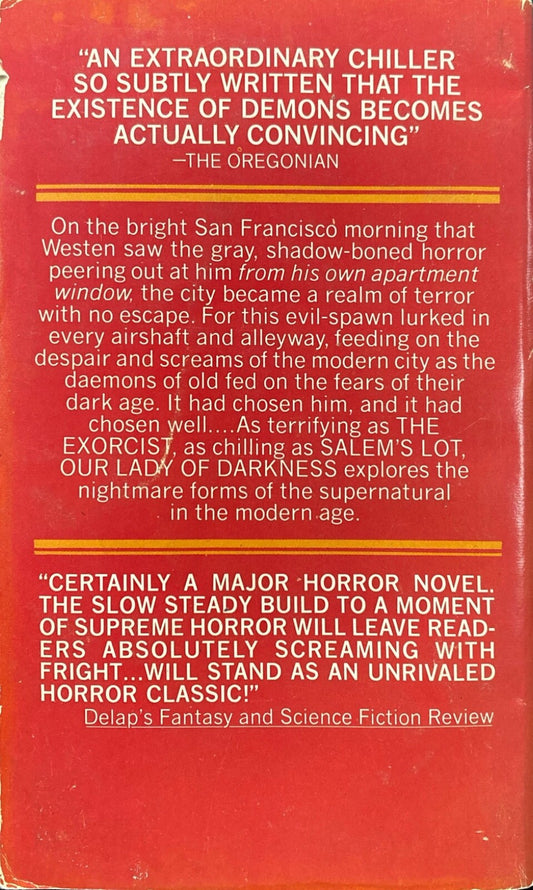 “AN EXTRAORDINARY CHILLER
SO SUBTLY WRITTEN THAT THE
EXISTENCE OF DEMONS BECOMES
ACTUALLY CONVINCING”
—THE OREGONIAN
On the bright San Francisco morning that
Westen saw the gray, shadow-boned horror
peering out at him from his own apartment
window, the city became a realm of terror
with no escape. For this evil-spawn lurked in
every airshaft and alleyway, feeding on the
despair and screams of the modern city as the
daemons of old fed on the fears of their
dark age. It had chosen him, and it had
chosen well....As terrifying as THE
EXORCIST, as chilling as SALEM’S LOT,
OUR LADY OF DARKNESS explores the
nightmare forms of the supernatural
in the modern age.
“CERTAINLY A MAJOR HORROR NOVEL.
THE SLOW STEADY BUILD TO A MOMENT
OF SUPREME HORROR WILL LEAVE READ-
ERS ABSOLUTELY SCREAMING WITH
FRIGHT...WILL STAND AS AN UNRIVALED
HORROR CLASSIC!”
Delap’s Fantasy and Science Fiction Review